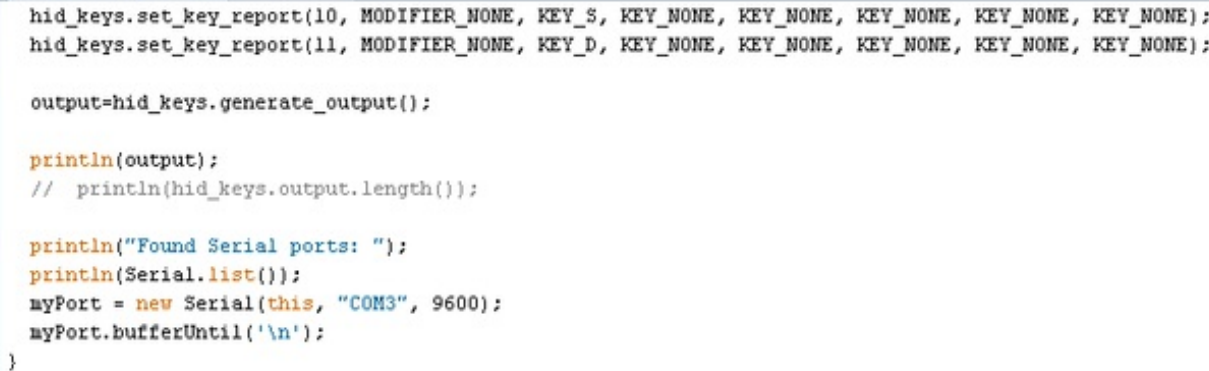 hid_keys.set_key_report(10, MODIFIER_NONE, KEY_S, KEY_NONE, KEY_NONE, KEY_NONE, KEY_NONE, KEY_NONE);
hid_keys.set_key_report(11, MODIFIER_NONE, KEY_D, KEY_NONE, KEY_NONE, KEY_NONE, KEY_NONE, KEY_NONE);
output=hid_keys.generate_output();
println(output);
//  println(hid_keys.output.length());
println("Found Serial ports: ");
println(Serial.list());
myPort = new Serial(this, "COM3", 9600);
myPort.bufferUntil('\n');
}